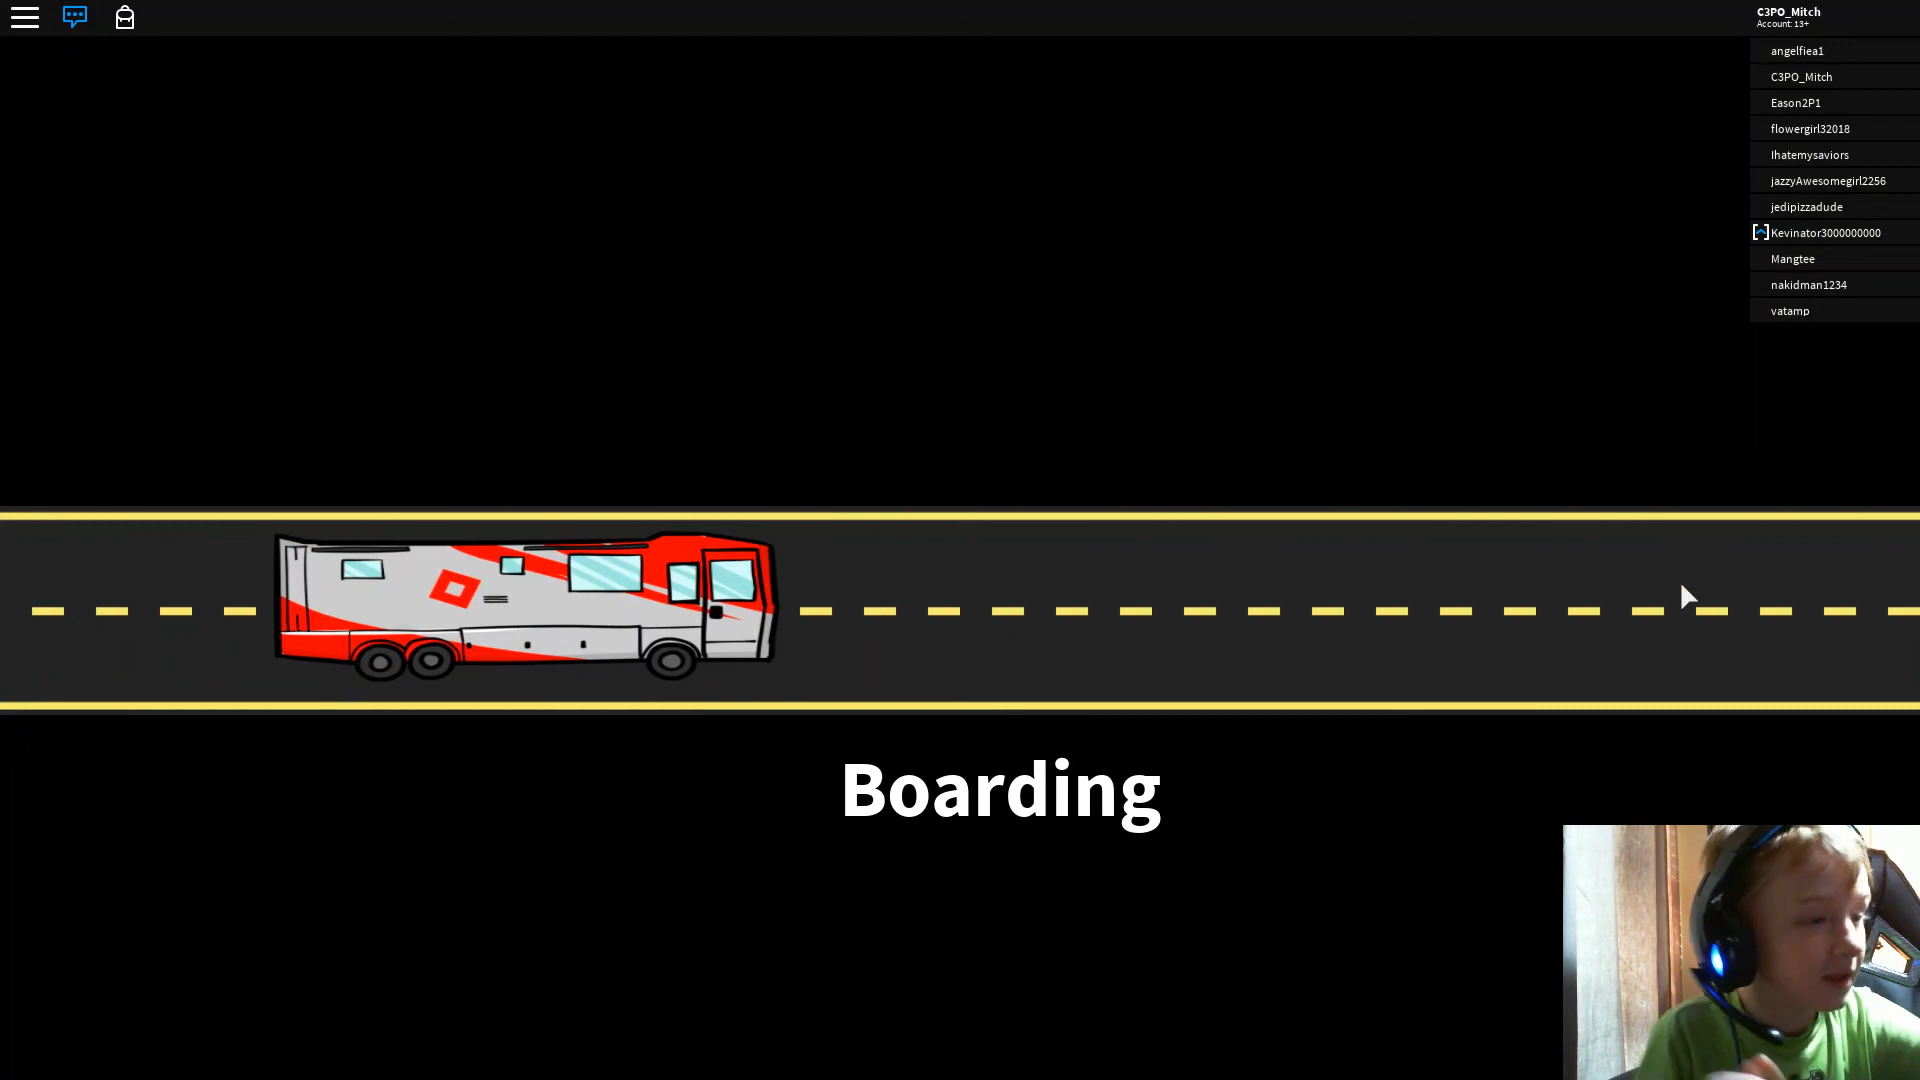 C3PO_Mitch
Account: 13+
angelfiea1
C3PO_Mitch
Eason2P1
flowergirl32018
Ihatemysaviors
jazzyAwesomegirl2256
jedipizzadude
Kevinator3000000000
Mangtee
nakidman1234
vatamp
Boarding